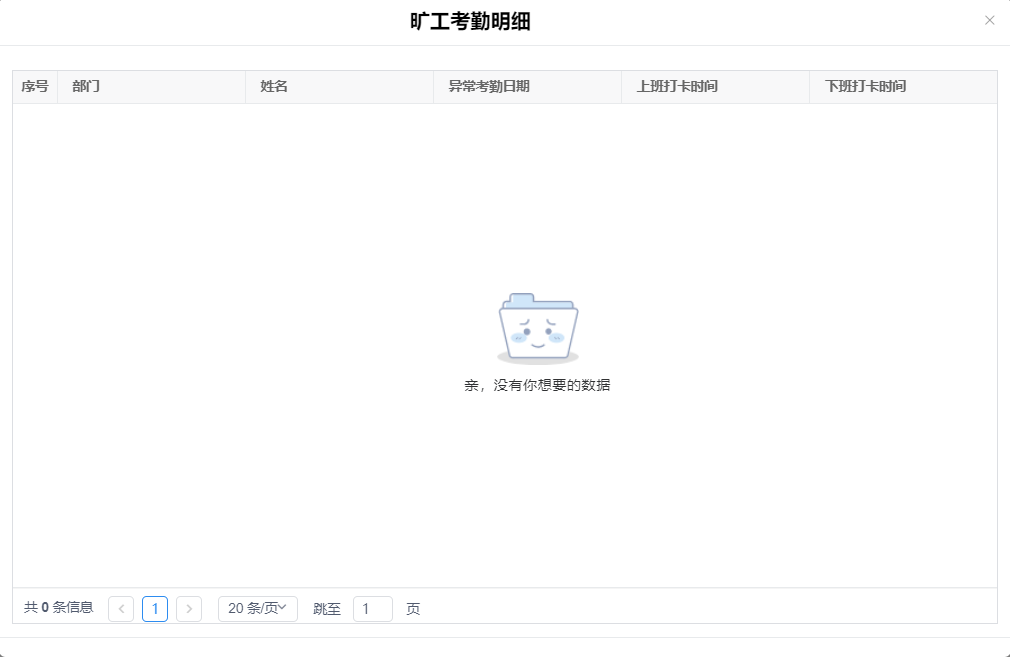 旷工考勤明细
序号 部门 姓名 异常考勤日期 上班打卡时间 下班打卡时间
亲，没有你想要的数据
共 0 条信息 1 20 条/页 跳至 1 页